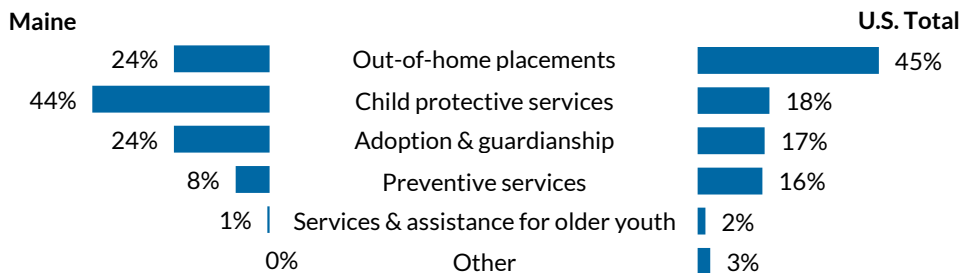 Maine U.S. Total
24% Out-of-home placements 45%
44% Child protective services 18%
24% Adoption & guardianship 17%
8% Preventive services 16%
1% Services & assistance for older youth 2%
0% Other 3%